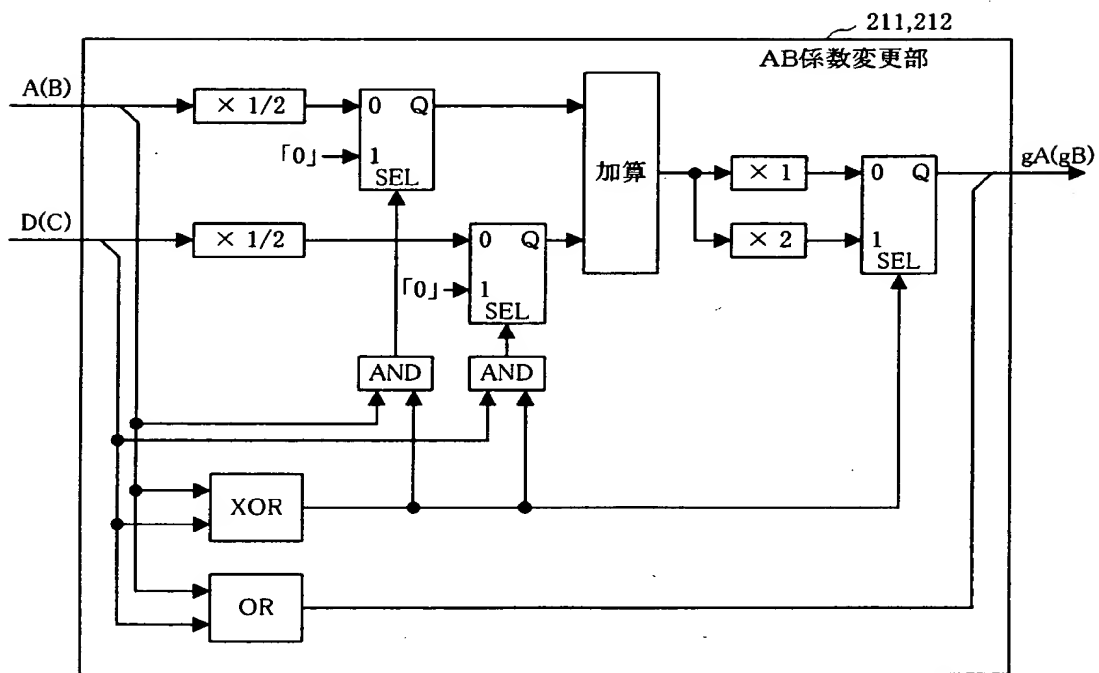 211,212
AB係数変更部
A(B)
× 1/2
0 Q
「0」
1
SEL
加算
× 1
0 Q
gA(gB)
D(C)
× 1/2
0 Q
× 2
1
SEL
「0」
1
SEL
AND
AND
XOR
OR